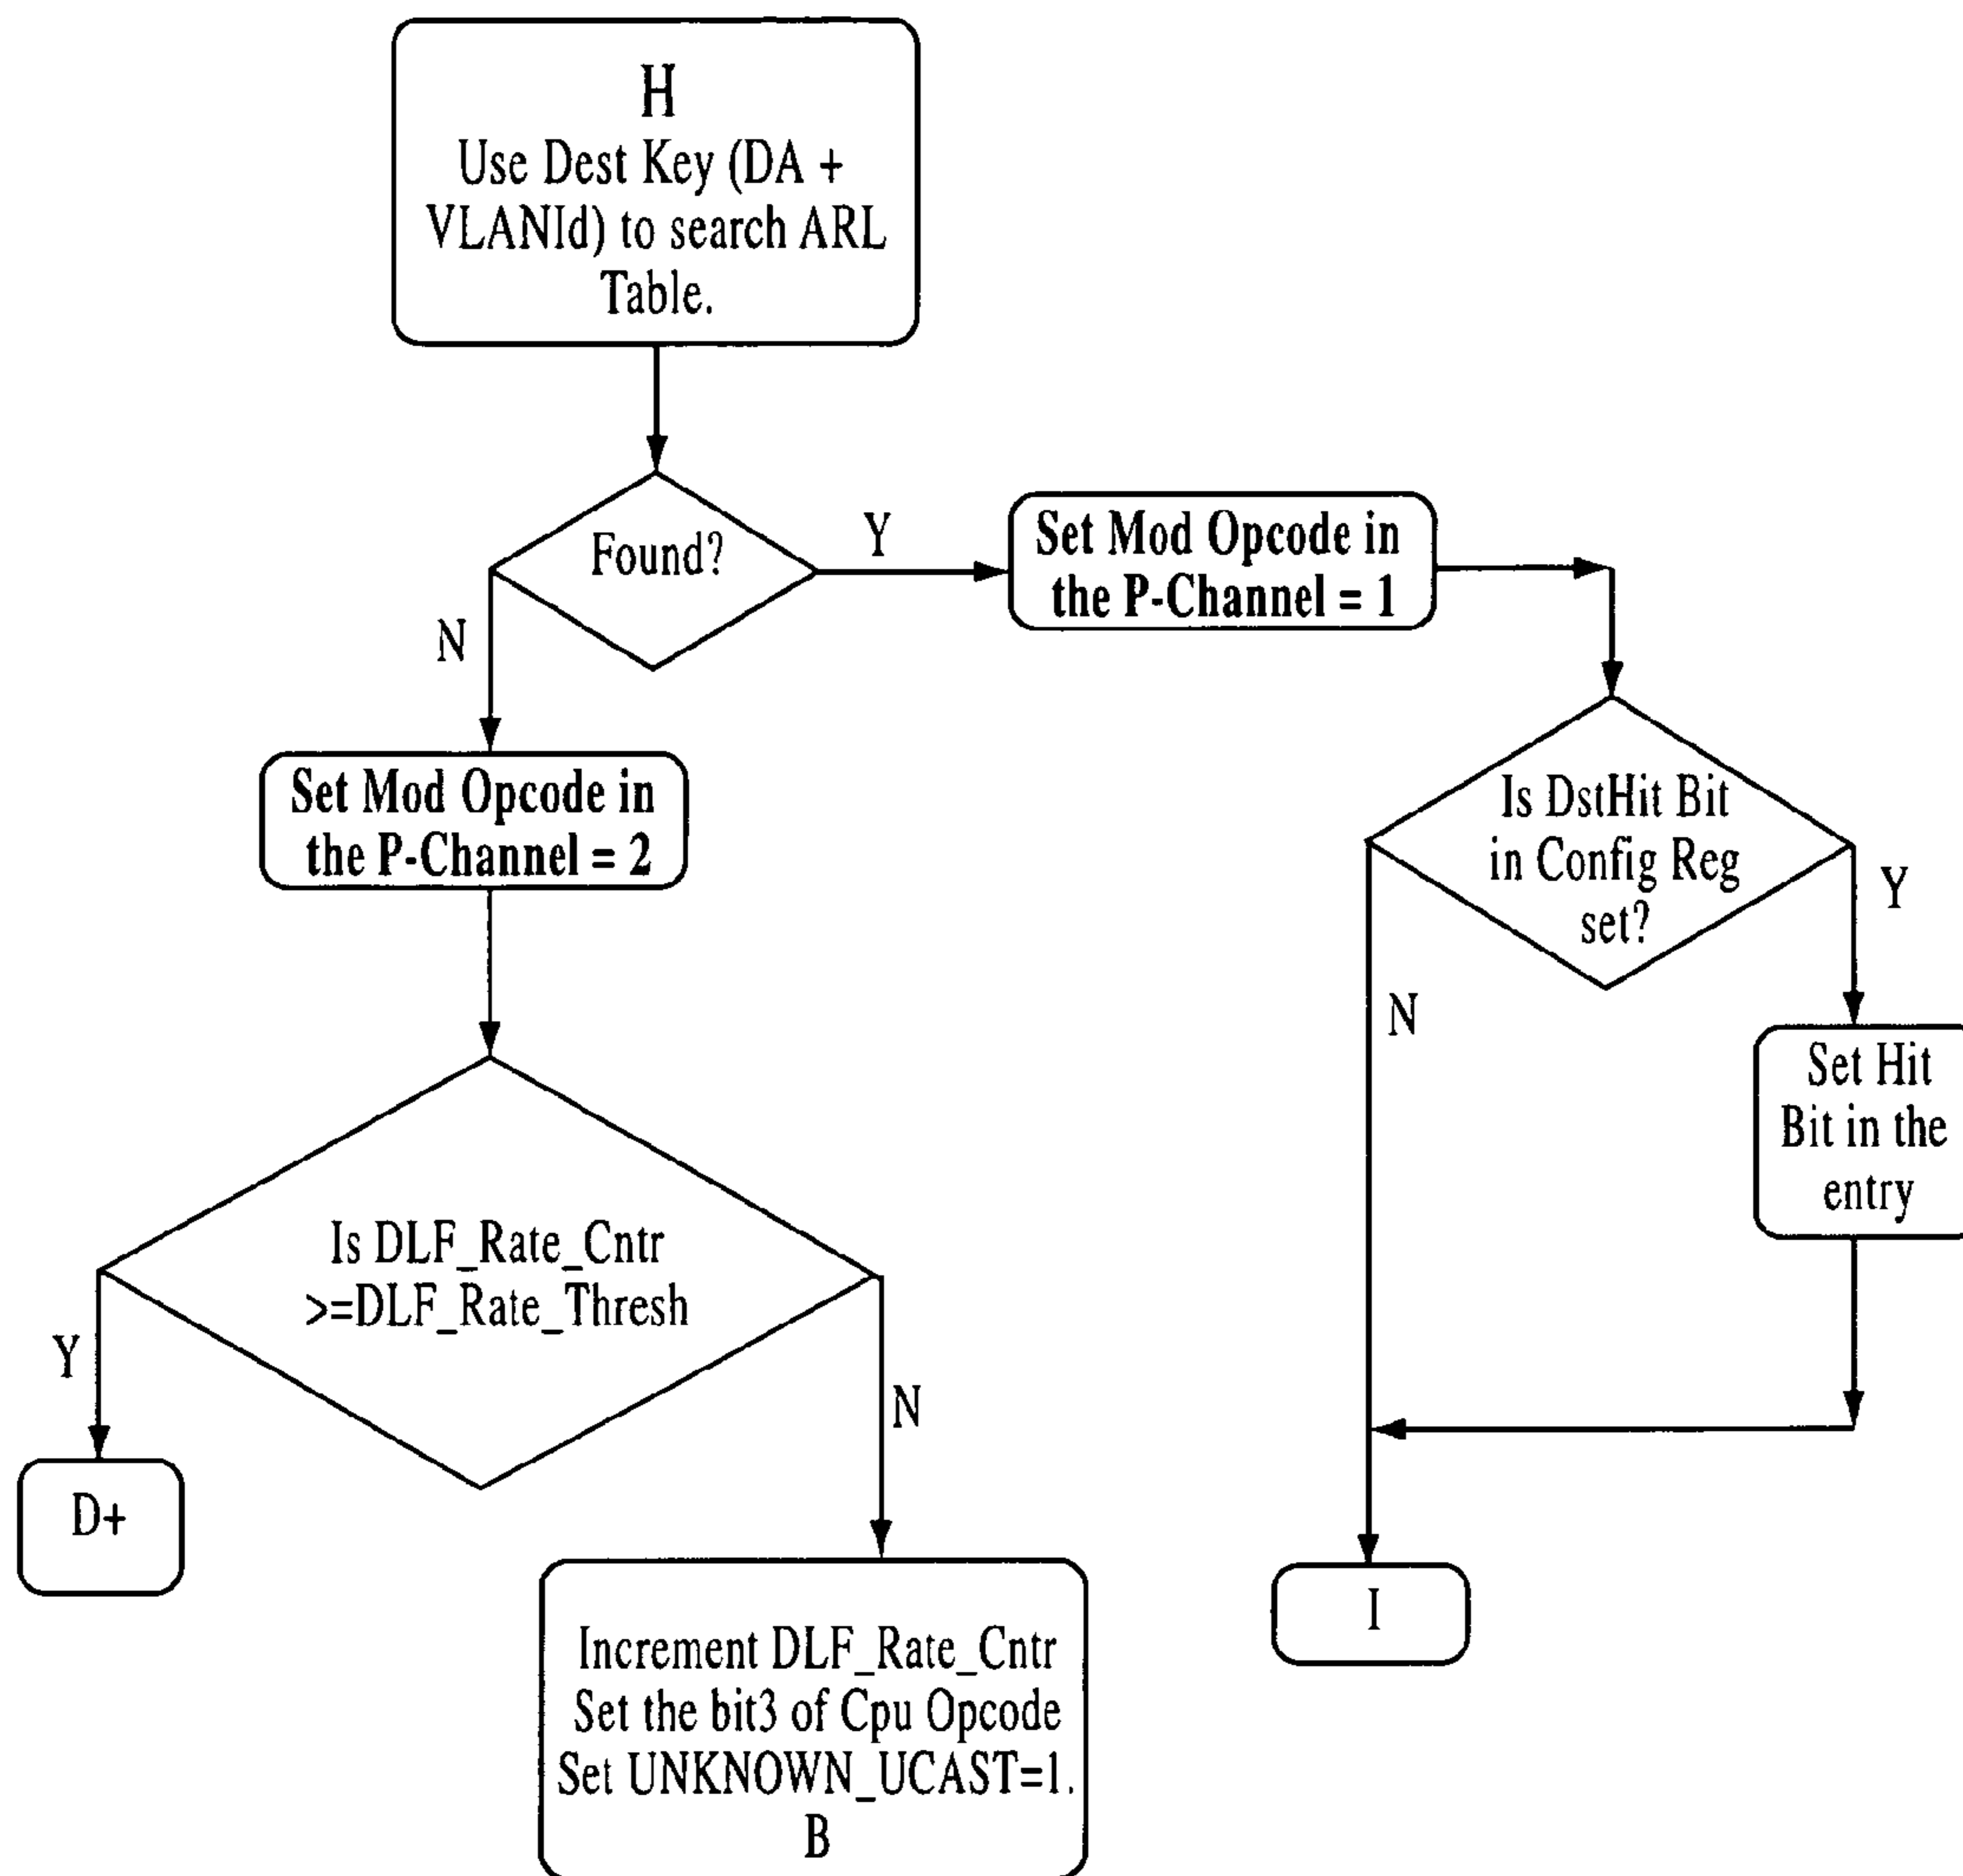 H
Use Dest Key (DA +
VLANId) to search ARL
Table.
Found?
Y
Set Mod Opcode in
the P-Channel = 1
N
Set Mod Opcode in
the P-Channel = 2
Is DstHit Bit
in Config Reg
set?
Y
N
Set Hit
Bit in the
entry
Is DLF_Rate_Cntr
>=DLF_Rate_Thresh
Y
N
D+
I
Increment DLF_Rate_Cntr
Set the bit3 of Cpu Opcode
Set UNKNOWN_UCAST=1.
B